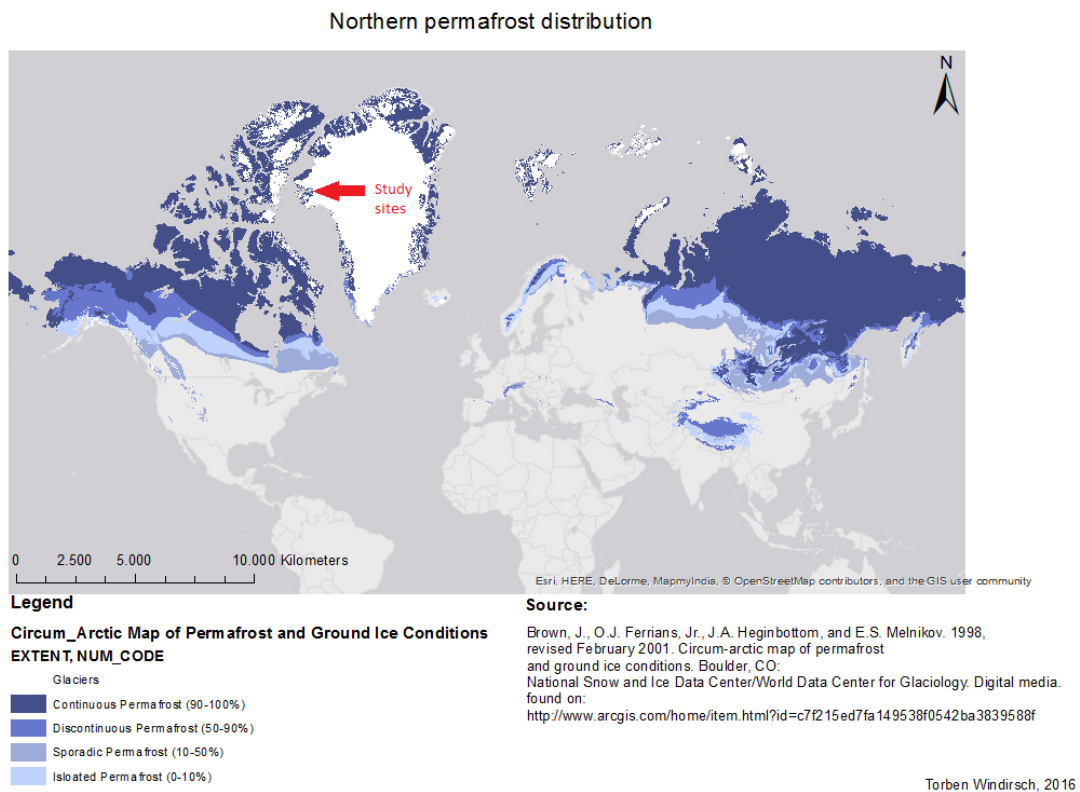 Northern permafrost distribution
N
Study
sites
0 2.500 5.000 10.000 Kilometers
Esri, HERE, DeLorme, MapmyIndia, © OpenStreetMap contributors, and the GIS user community
Legend
Circum_Arctic Map of Permafrost and Ground Ice Conditions
EXTENT, NUM_CODE
Glaciers
Continuous Permafrost (90-100%)
Discontinuous Permafrost (50-90%)
Sporadic Permafrost (10-50%)
Isloated Permafrost (0-10%)
Source:
Brown, J., O.J. Ferrians, Jr., J.A. Heginbottom, and E.S. Melnikov. 1998,
revised February 2001. Circum-arctic map of permafrost
and ground ice conditions. Boulder, CO:
National Snow and Ice Data Center/World Data Center for Glaciology. Digital media.
found on:
http://www.arcgis.com/home/item.html?id=c7f215ed7fa149538f0542ba3839588f
Torben Windirsch, 2016